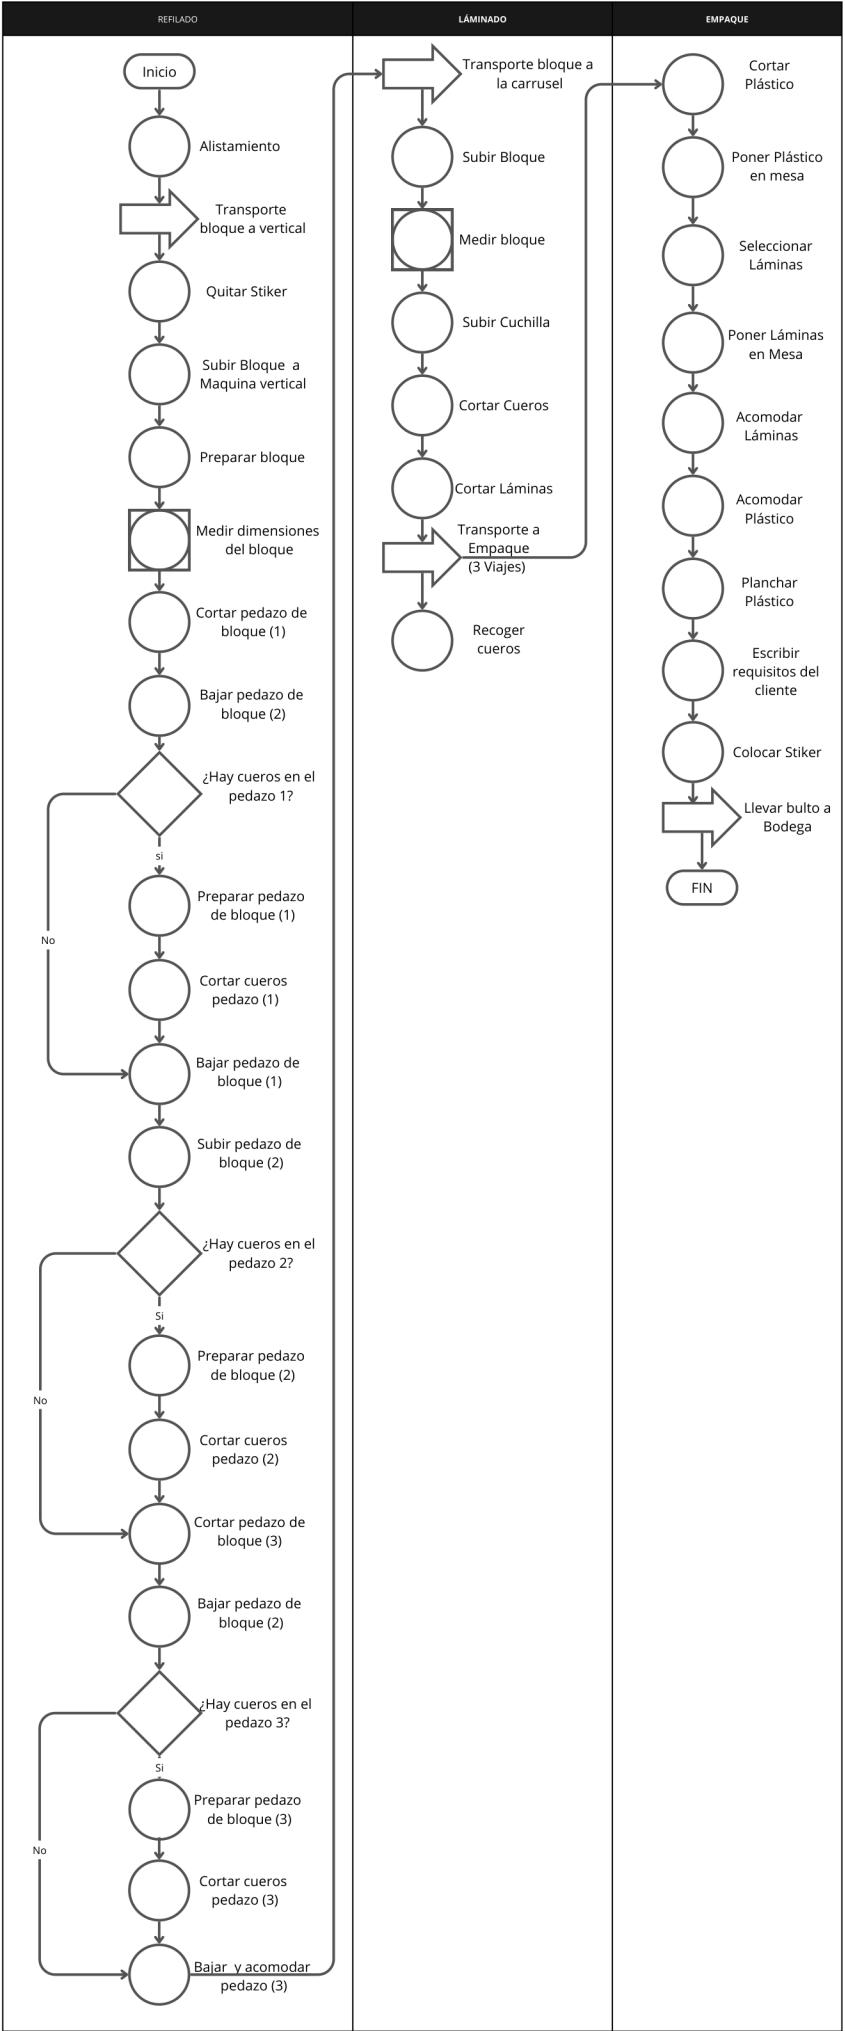 REFILADO
Inicio
Alistamiento
Transporte
bloque a vertical
Quitar Stiker
Subir Bloque a
Maquina vertical
Preparar bloque
Medir dimensiones
del bloque
Cortar pedazo de
bloque (1)
Bajar pedazo de
bloque (2)
¿Hay cueros en el
pedazo 1?
si
No
Preparar pedazo
de bloque (1)
Cortar cueros
pedazo (1)
Bajar pedazo de
bloque (1)
Subir pedazo de
bloque (2)
¿Hay cueros en el
pedazo 2?
Si
No
Preparar pedazo
de bloque (2)
Cortar cueros
pedazo (2)
Cortar pedazo de
bloque (3)
Bajar pedazo de
bloque (2)
¿Hay cueros en el
pedazo 3?
Si
No
Preparar pedazo
de bloque (3)
Cortar cueros
pedazo (3)
Bajar y acomodar
pedazo (3)
LÁMINADO
Transporte bloque a
la carrusel
Subir Bloque
Medir bloque
Subir Cuchilla
Cortar Cueros
Cortar Láminas
Transporte a
Empaque
(3 Viajes)
Recoger
cueros
EMPAQUE
Cortar
Plástico
Poner Plástico
en mesa
Seleccionar
Láminas
Poner Láminas
en Mesa
Acomodar
Láminas
Acomodar
Plástico
Planchar
Plástico
Escribir
requisitos del
cliente
Colocar Stiker
Llevar bulto a
Bodega
FIN